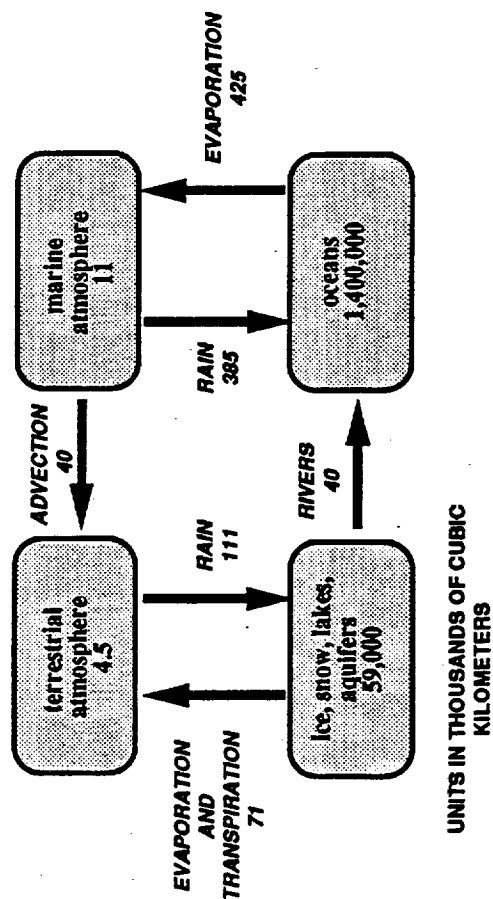 terrestrial
atmosphere
4.5
ADVECTION
40
marine
atmosphere
11
EVAPORATION
AND
TRANSPIRATION
71
RAIN
111
RAIN
385
EVAPORATION
425
Ice, snow, lakes,
aquifers
59,000
RIVERS
40
oceans
1,400,000
UNITS IN THOUSANDS OF CUBIC
KILOMETERS